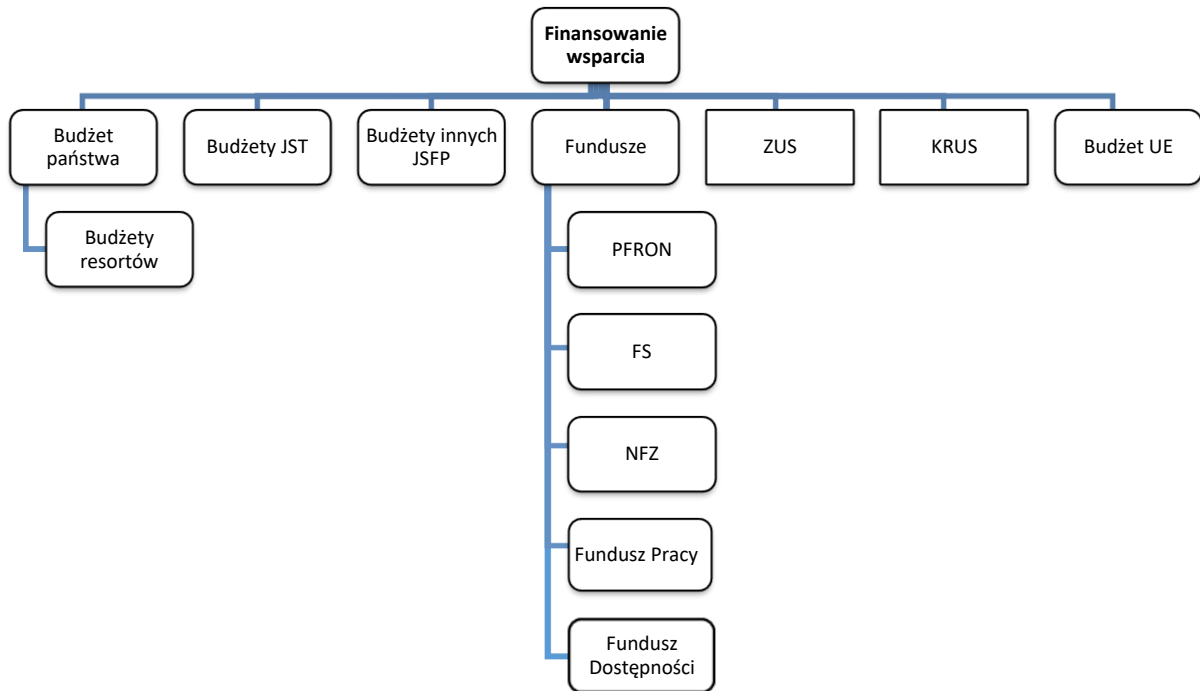 Finansowanie
wsparcia
Budżet
państwa
Budżety JST
Budżety innych
JSFP
Fundusze
ZUS
KRUS
Budżet UE
Budżety
resortów
PFRON
FS
NFZ
Fundusz Pracy
Fundusz
Dostępności